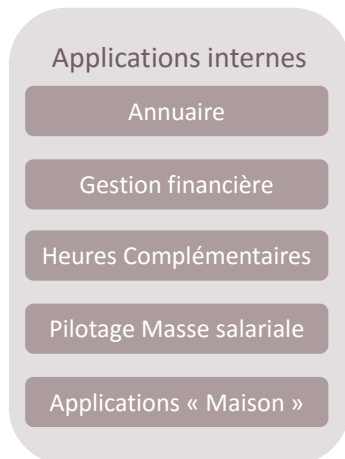 Applications internes
Annuaire
Gestion financière
Heures Complémentaires
Pilotage Masse salariale
Applications « Maison »